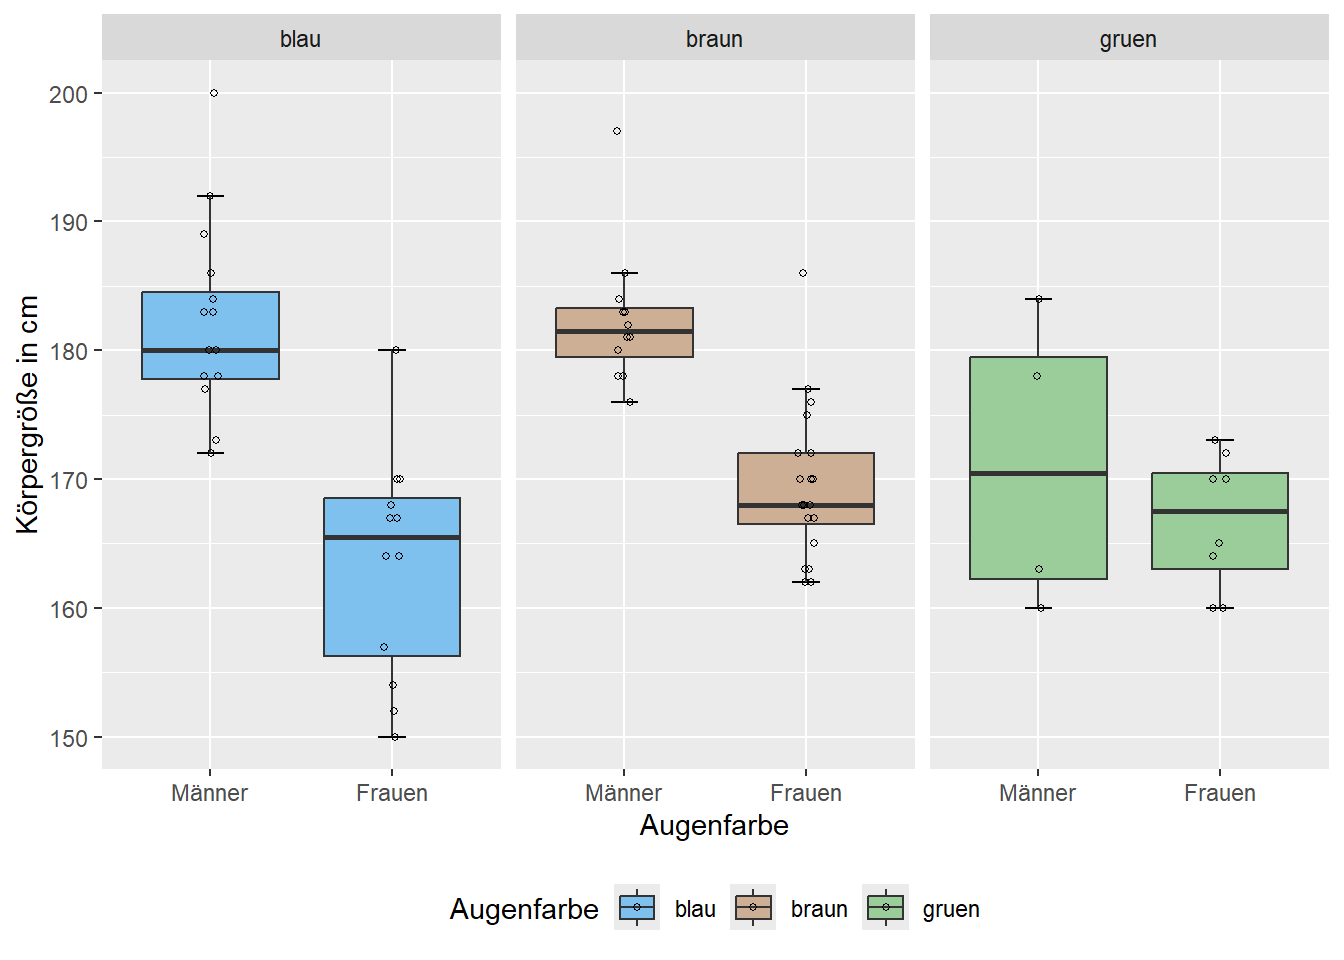 blau braun gruen
200
190
180
170
160
150
Körpergröße in cm
Männer Frauen Männer Frauen Männer Frauen
Augenfarbe
Augenfarbe blau braun gruen